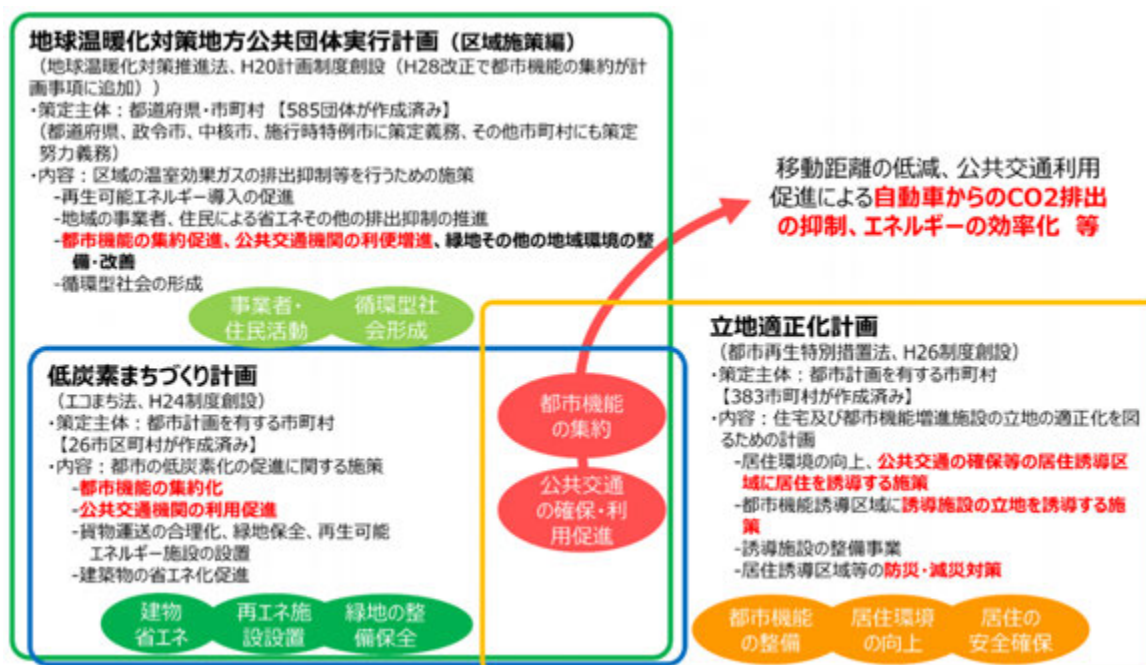 地球温暖化対策地方公共団体実行計画（区域施策編）
（地球温暖化対策推進法、H20計画制度創設（H28改正で都市機能の集約が計
画事項に追加））
・策定主体：都道府県・市町村 【585団体が作成済み】
（都道府県、政令市、中核市、施行時特例市に策定義務、その他市町村にも策定
努力義務）
・内容：区域の温室効果ガスの排出抑制等を行うための施策
-再生可能エネルギー導入の促進
-地域の事業者、住民による省エネその他の排出抑制の推進
-都市機能の集約促進、公共交通機関の利便増進、緑地その他の地域環境の整
備・改善
-循環型社会の形成
事業者・
住民活動
循環型社
会形成
移動距離の低減、公共交通利用
促進による自動車からのCO2排出
の抑制、エネルギーの効率化 等
低炭素まちづくり計画
（エコまち法、H24制度創設）
・策定主体：都市計画を有する市町村
【26市区町村が作成済み】
・内容：都市の低炭素化の促進に関する施策
-都市機能の集約化
-公共交通機関の利用促進
-貨物運送の合理化、緑地保全、再生可能
エネルギー施設の設置
-建築物の省エネ化促進
建物
省エネ
再エネ施
設設置
緑地の整
備保全
都市機能
の集約
公共交通
の確保・利
用促進
立地適正化計画
（都市再生特別措置法、H26制度創設）
・策定主体：都市計画を有する市町村
【383市町村が作成済み】
・内容：住宅及び都市機能増進施設の立地の適正化を図
るための計画
-居住環境の向上、公共交通の確保等の居住誘導区
域に居住を誘導する施策
-都市機能誘導区域に誘導施設の立地を誘導する施
策
-誘導施設の整備事業
-居住誘導区域等の防災・減災対策
都市機能
の整備
居住環境
の向上
居住の
安全確保